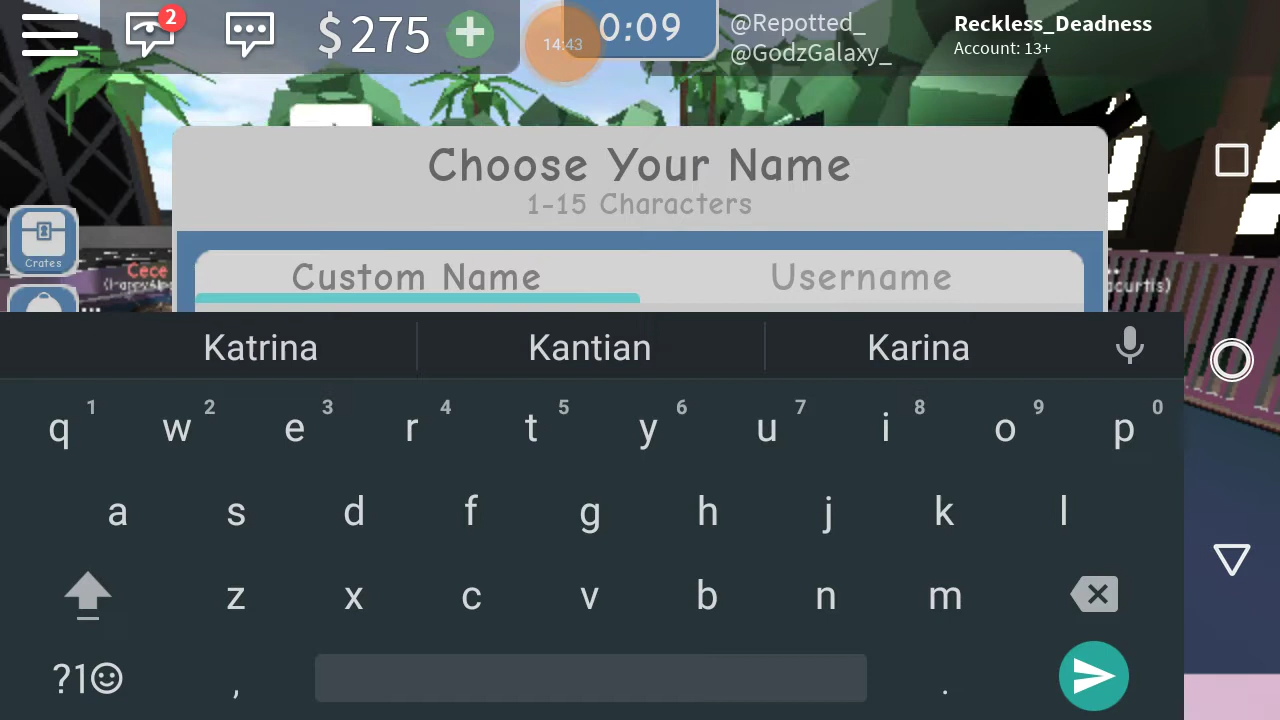 2
$ 275
14:43
0:09
@Repotted_
@GodzGalaxy_
Reckless_Deadness
Account: 13+
Choose Your Name
1-15 Characters
Custom Name
Username
Crates
Cece
Katrina
Kantian
Karina
q 1 w 2 e 3 r 4 t 5 y 6 u 7 i 8 o 9 p 0
a s d f g h j k l
z x c v b n m
?1 , .